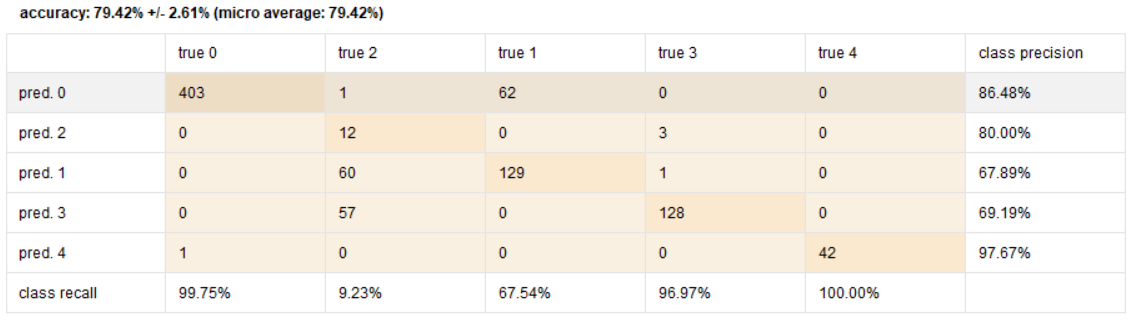 accuracy: 79.42% +/- 2.61% (micro average: 79.42%)
true 0 true 2 true 1 true 3 true 4 class precision
pred. 0 403 1 62 0 0 86.48%
pred. 2 0 12 0 3 0 80.00%
pred. 1 0 60 129 1 0 67.89%
pred. 3 0 57 0 128 0 69.19%
pred. 4 1 0 0 0 42 97.67%
class recall 99.75% 9.23% 67.54% 96.97% 100.00%